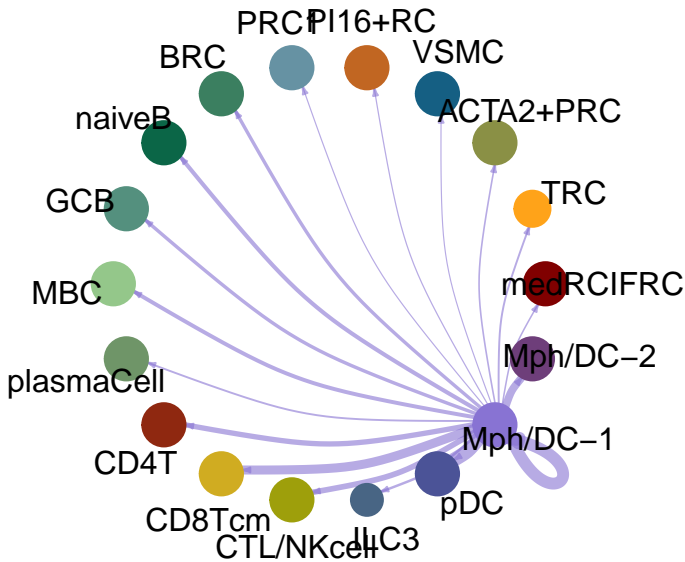 PRC1
PI16+RC
BRC
VSMC
naiveB
ACTA2+PRC
GCB
TRC
MBC
medRCIFRC
plasmaCell
Mph/DC−2
CD4T
Mph/DC−1
CD8Tcm
pDC
CTL/NKcell
ILC3